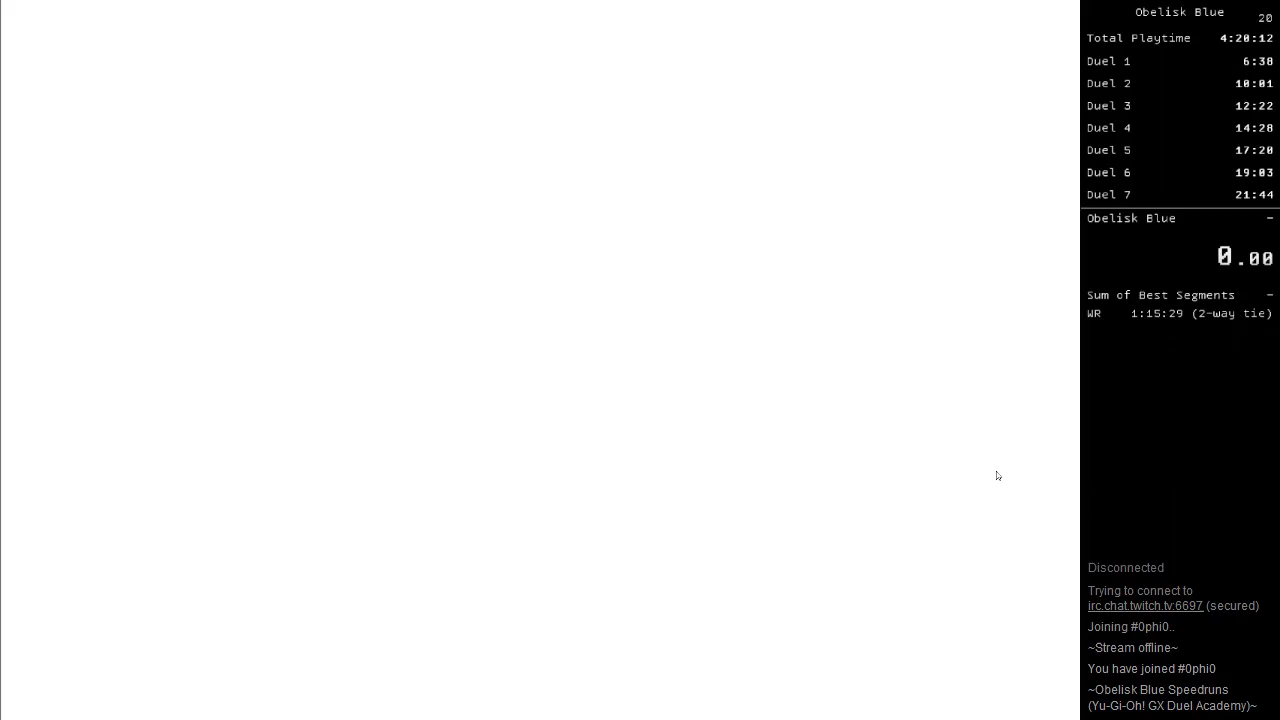 Obelisk Blue
20
Total Playtime 4:20:12
Duel 1 6:38
Duel 2 10:01
Duel 3 12:22
Duel 4 14:28
Duel 5 17:20
Duel 6 19:03
Duel 7 21:44
Obelisk Blue -
0.00
Sum of Best Segments -
WR 1:15:29 (2-way tie)
Disconnected
Trying to connect to
irc.chat.twitch.tv:6697 (secured)
Joining #0phi0..
~Stream offline~
You have joined #0phi0
~Obelisk Blue Speedruns
(Yu-Gi-Oh! GX Duel Academy)~